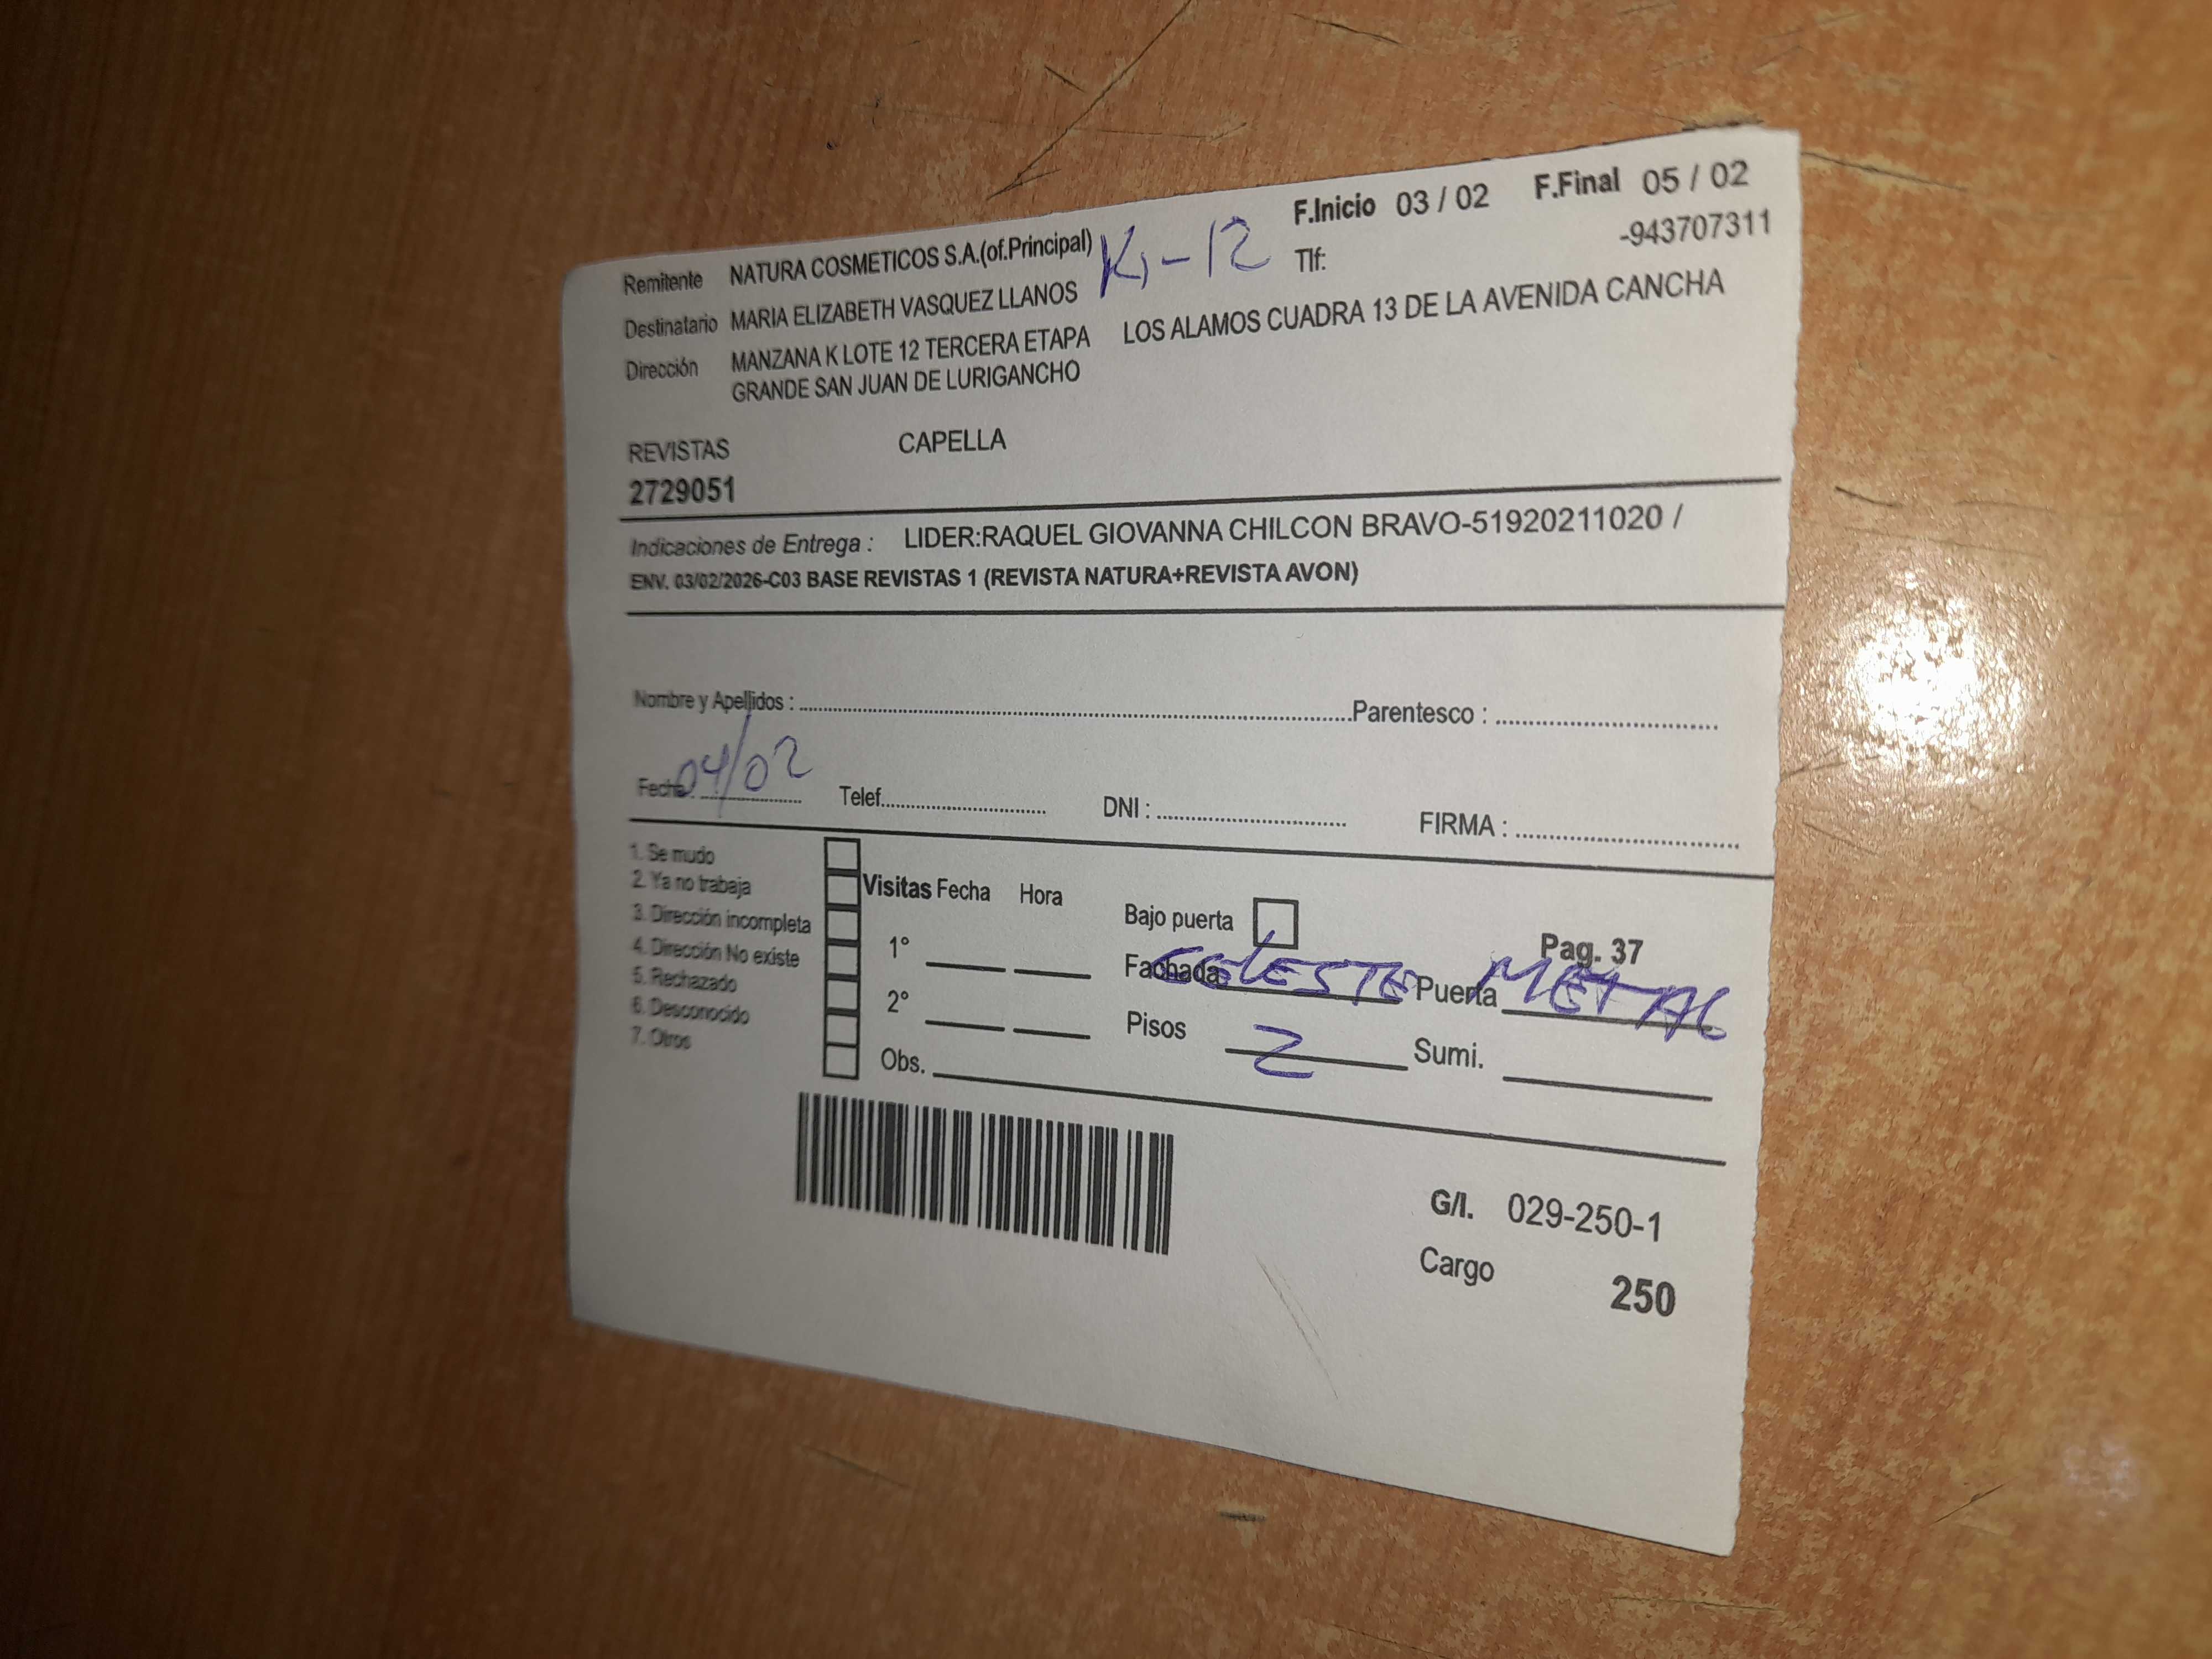 F.Inicio 03 / 02 F.Final 05 / 02
Remitente NATURA COSMETICOS S.A.(of.Principal) K-12 Tlf: -943707311
Destinatario MARIA ELIZABETH VASQUEZ LLANOS
Dirección MANZANA K LOTE 12 TERCERA ETAPA LOS ALAMOS CUADRA 13 DE LA AVENIDA CANCHA
GRANDE SAN JUAN DE LURIGANCHO
REVISTAS CAPELLA
2729051
Indicaciones de Entrega : LIDER:RAQUEL GIOVANNA CHILCON BRAVO-51920211020 /
ENV. 03/02/2026-C03 BASE REVISTAS 1 (REVISTA NATURA+REVISTA AVON)
Nombre y Apellidos : Parentesco :
Fecha: 04/02 Telef. DNI : FIRMA :
1. Se mudo
2. Ya no trabaja
3. Dirección incompleta
4. Dirección No existe
5. Rechazado
6. Desconocido
7. Otros
Visitas Fecha Hora
1°
2°
Obs.
Bajo puerta
Pag. 37
Fachada CELESTE Puerta METAL
Pisos 2 Sumi.
G/I. 029-250-1
Cargo 250